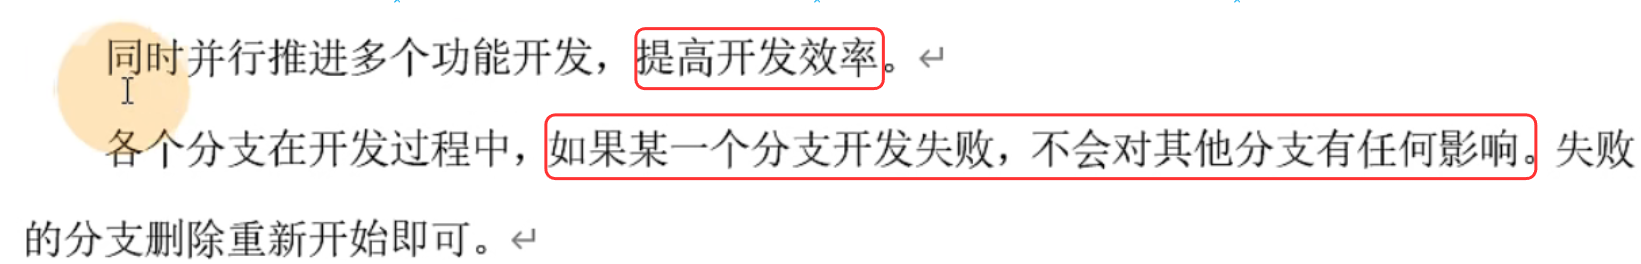 同时并行推进多个功能开发，提高开发效率。
各个分支在开发过程中，如果某一个分支开发失败，不会对其他分支有任何影响。失败
的分支删除重新开始即可。